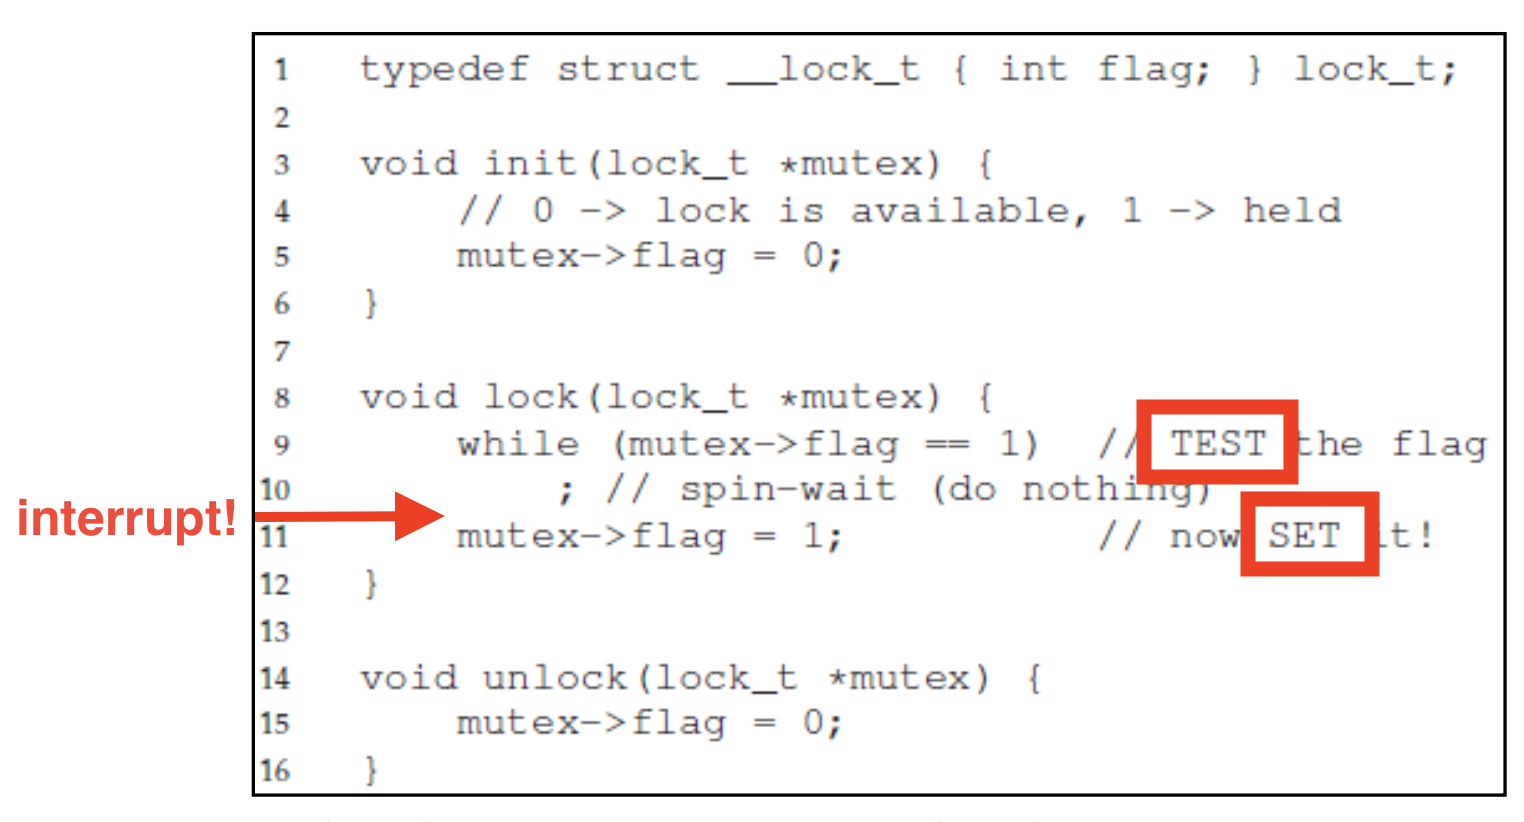 1 typedef struct __lock_t { int flag; } lock_t;
2
3 void init(lock_t *mutex) {
4 // 0 -> lock is available, 1 -> held
5 mutex->flag = 0;
6 }
7
8 void lock(lock_t *mutex) {
9 while (mutex->flag == 1) // TEST the flag
10 ; // spin-wait (do nothing)
interrupt!
11 mutex->flag = 1; // now SET it!
12 }
13
14 void unlock(lock_t *mutex) {
15 mutex->flag = 0;
16 }